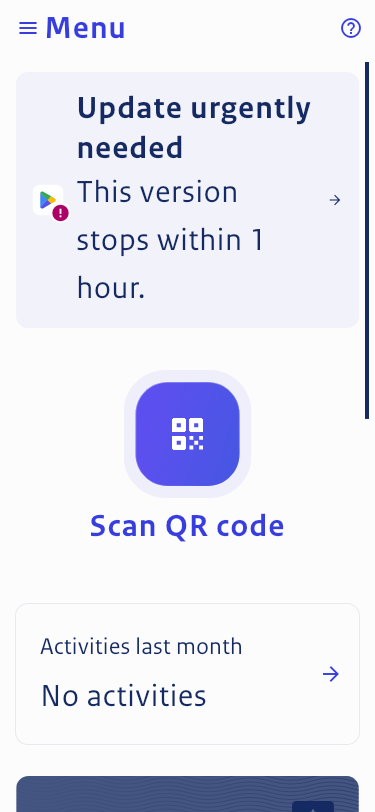 Menu
Update urgently
needed
This version
stops within 1
hour.
Scan QR code
Activities last month
No activities